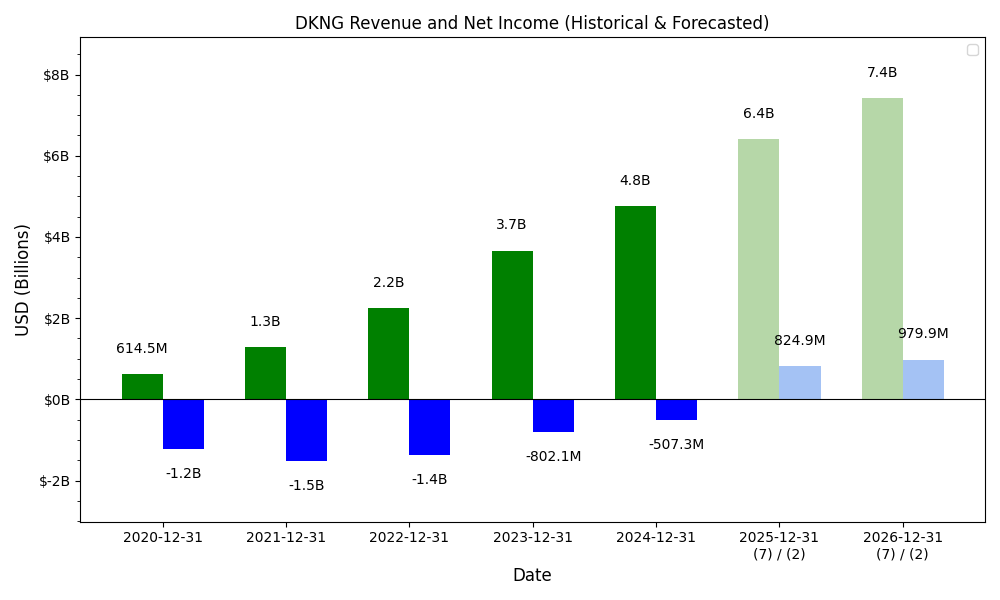 DKNG Revenue and Net Income (Historical & Forecasted)
USD (Billions)
$8B
$6B
$4B
$2B
$0B
$-2B
614.5M
1.3B
2.2B
3.7B
4.8B
6.4B
7.4B
-1.2B
-1.5B
-1.4B
-802.1M
-507.3M
824.9M
979.9M
2020-12-31
2021-12-31
2022-12-31
2023-12-31
2024-12-31
2025-12-31
(7) / (2)
2026-12-31
(7) / (2)
Date